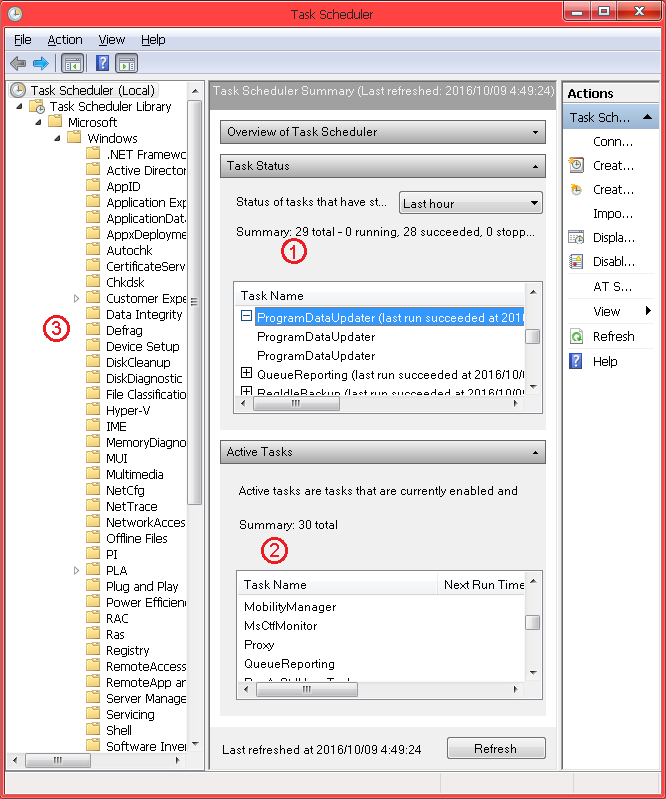 Task Scheduler
File Action View Help
Task Scheduler (Local)
Task Scheduler Library
Microsoft
Windows
.NET Framewc
Active Director
AppID
Application Exp
ApplicationData
AppxDeployme
Autochk
CertificateServ
Chkdsk
Customer Expe
Data Integrity
③
Defrag
Device Setup
DiskCleanup
DiskDiagnostic
File Classificatio
Hyper-V
IME
MemoryDiagno
MUI
Multimedia
NetCfg
NetTrace
NetworkAcces
Offline Files
PI
PLA
Plug and Play
Power Efficien
RAC
Ras
Registry
RemoteAccess
RemoteApp an
Server Manage
Servicing
Shell
Software Inver
Task Scheduler Summary (Last refreshed: 2016/10/09 4:49:24)
Overview of Task Scheduler
Task Status
Status of tasks that have st... Last hour
Summary: 29 total - 0 running, 28 succeeded, 0 stopp...
①
Task Name
ProgramDataUpdater (last run succeeded at 2016
ProgramDataUpdater
ProgramDataUpdater
QueueReporting (last run succeeded at 2016/10/0
RegIdleBackup (last run succeeded at 2016/10/09
Active Tasks
Active tasks are tasks that are currently enabled and
Summary: 30 total
②
Task Name Next Run Time
MobilityManager
MsCtfMonitor
Proxy
QueueReporting
Last refreshed at 2016/10/09 4:49:24 Refresh
Actions
Task Sch...
Conn...
Creat...
Creat...
Impo...
Displa...
Disabl...
AT S...
View
Refresh
Help